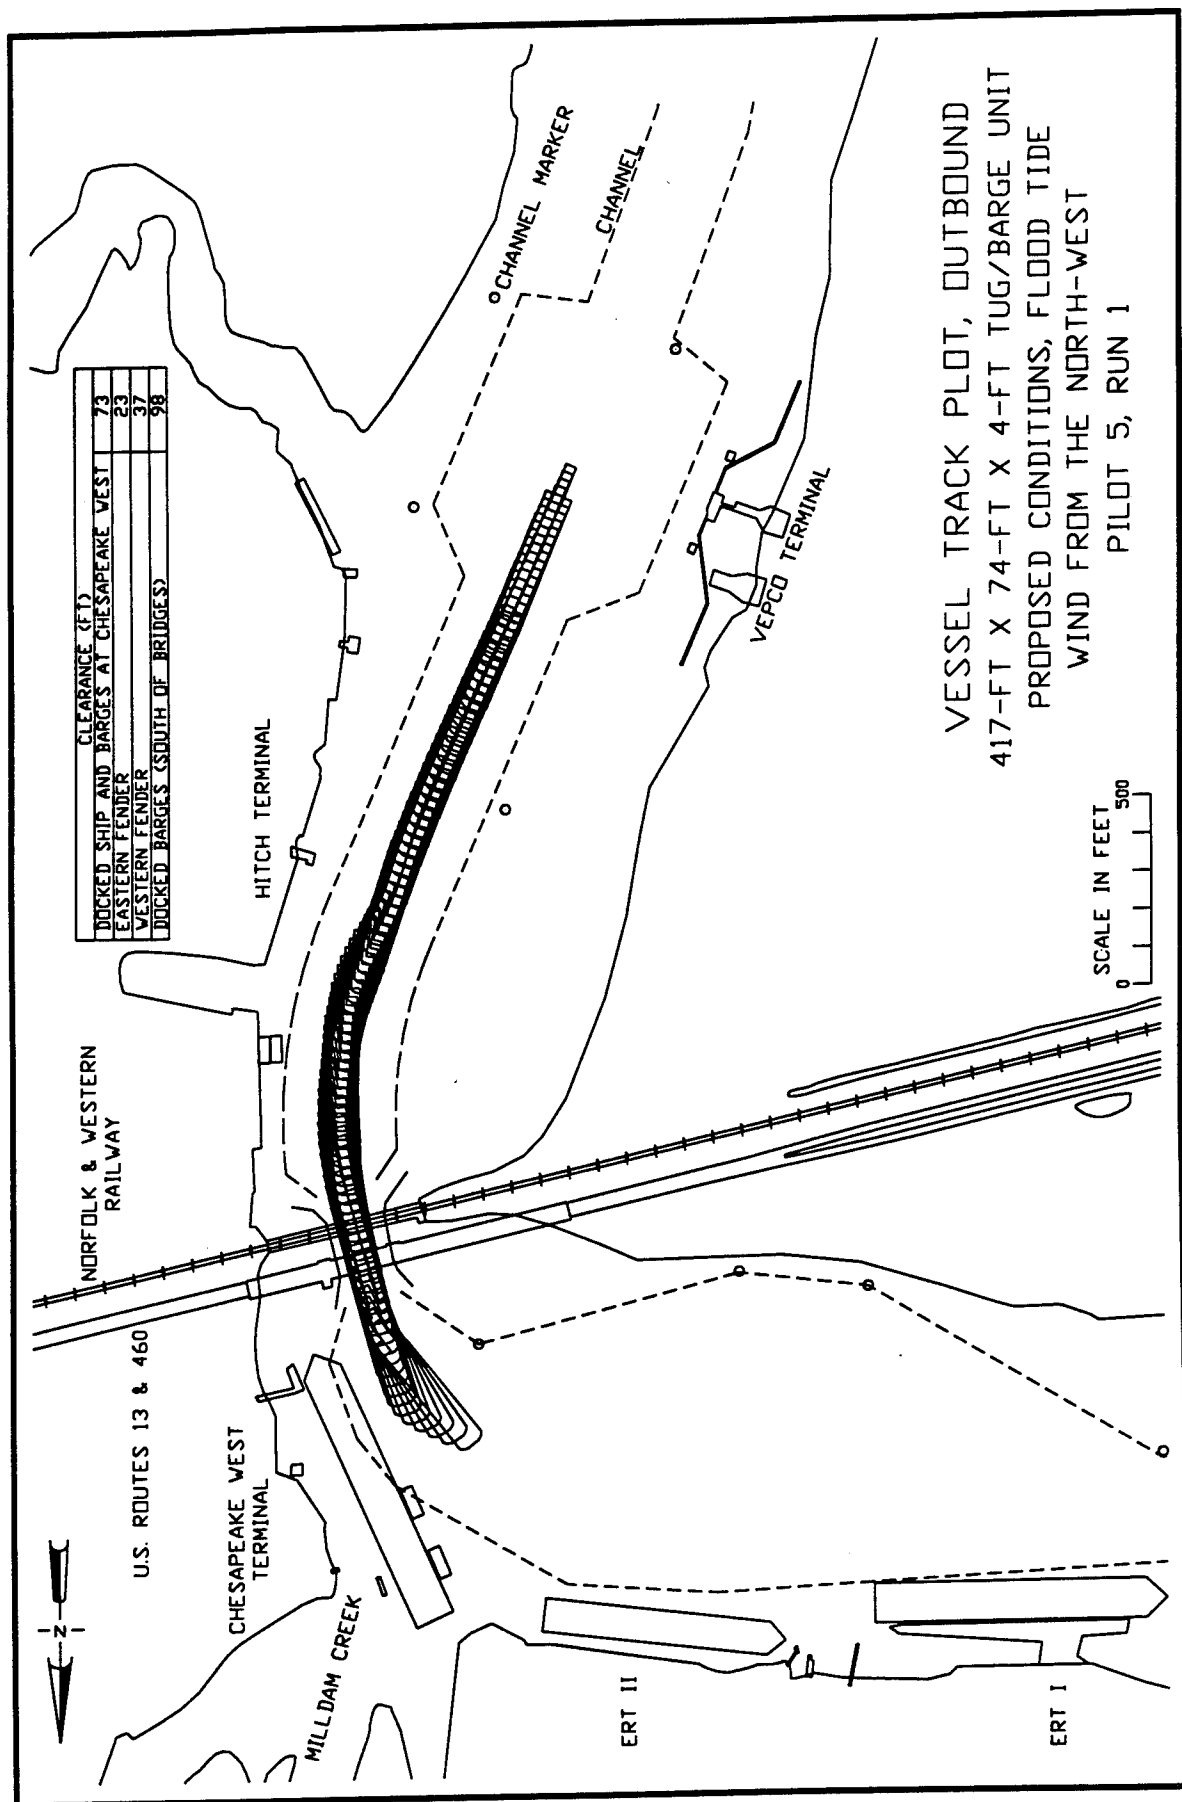 CLEARANCE (FT)
DOCKED SHIP AND BARGES AT CHESAPEAKE WEST 73
EASTERN FENDER 23
WESTERN FENDER 37
DOCKED BARGES (SOUTH OF BRIDGES) 98
N
U.S. ROUTES 13 & 460
NORFOLK & WESTERN
RAILWAY
CHESAPEAKE WEST
TERMINAL
MILLDAM CREEK
HITCH TERMINAL
CHANNEL MARKER
CHANNEL
VEPCO TERMINAL
ERT II
ERT I
SCALE IN FEET
0 500
VESSEL TRACK PLOT, OUTBOUND
417-FT X 74-FT X 4-FT TUG/BARGE UNIT
PROPOSED CONDITIONS, FLOOD TIDE
WIND FROM THE NORTH-WEST
PILOT 5, RUN 1